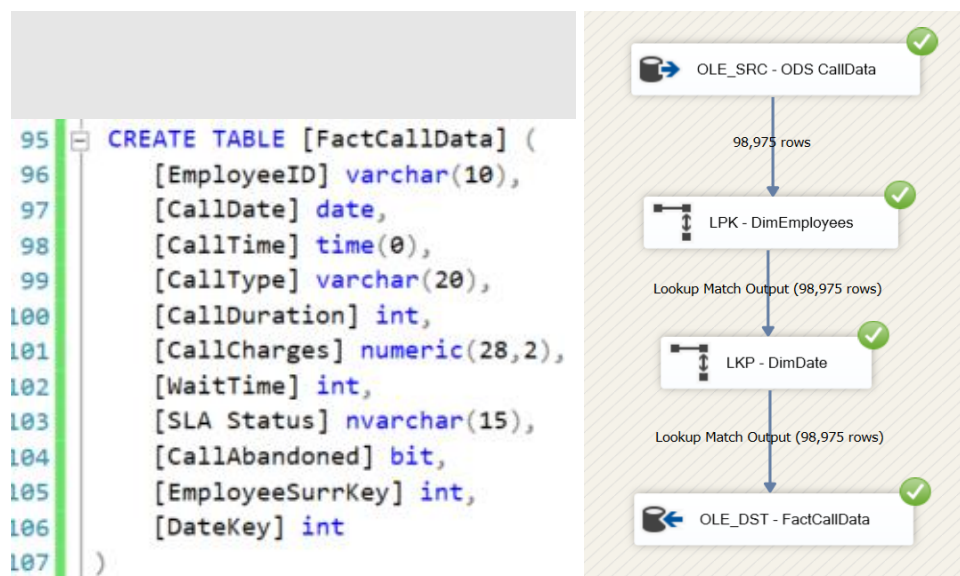 95 CREATE TABLE [FactCallData] (
96 [EmployeeID] varchar(10),
97 [CallDate] date,
98 [CallTime] time(0),
99 [CallType] varchar(20),
100 [CallDuration] int,
101 [CallCharges] numeric(28,2),
102 [WaitTime] int,
103 [SLA Status] nvarchar(15),
104 [CallAbandoned] bit,
105 [EmployeeSurrKey] int,
106 [DateKey] int
107 )
OLE_SRC - ODS CallData
98,975 rows
LPK - DimEmployees
Lookup Match Output (98,975 rows)
LKP - DimDate
Lookup Match Output (98,975 rows)
OLE_DST - FactCallData